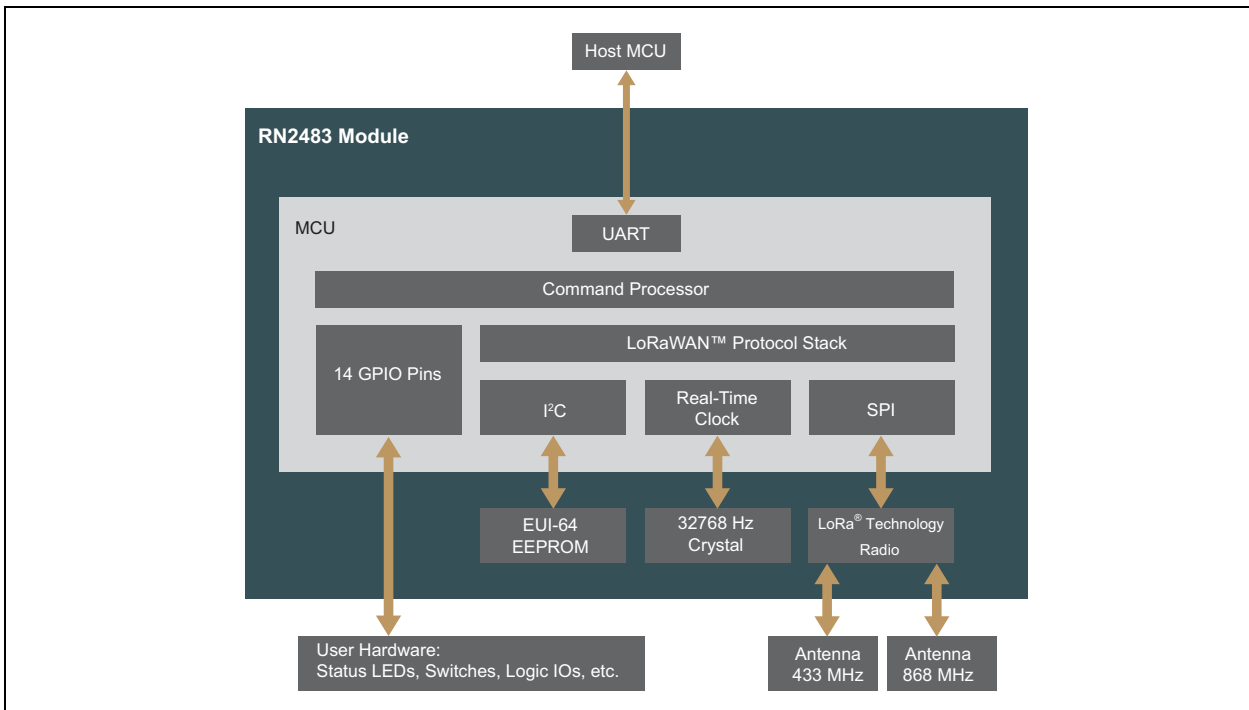 Host MCU
RN2483 Module
MCU
UART
Command Processor
14 GPIO Pins
LoRaWAN™ Protocol Stack
I²C
Real-Time
Clock
SPI
EUI-64
EEPROM
32768 Hz
Crystal
LoRa® Technology
Radio
User Hardware:
Status LEDs, Switches, Logic IOs, etc.
Antenna
433 MHz
Antenna
868 MHz